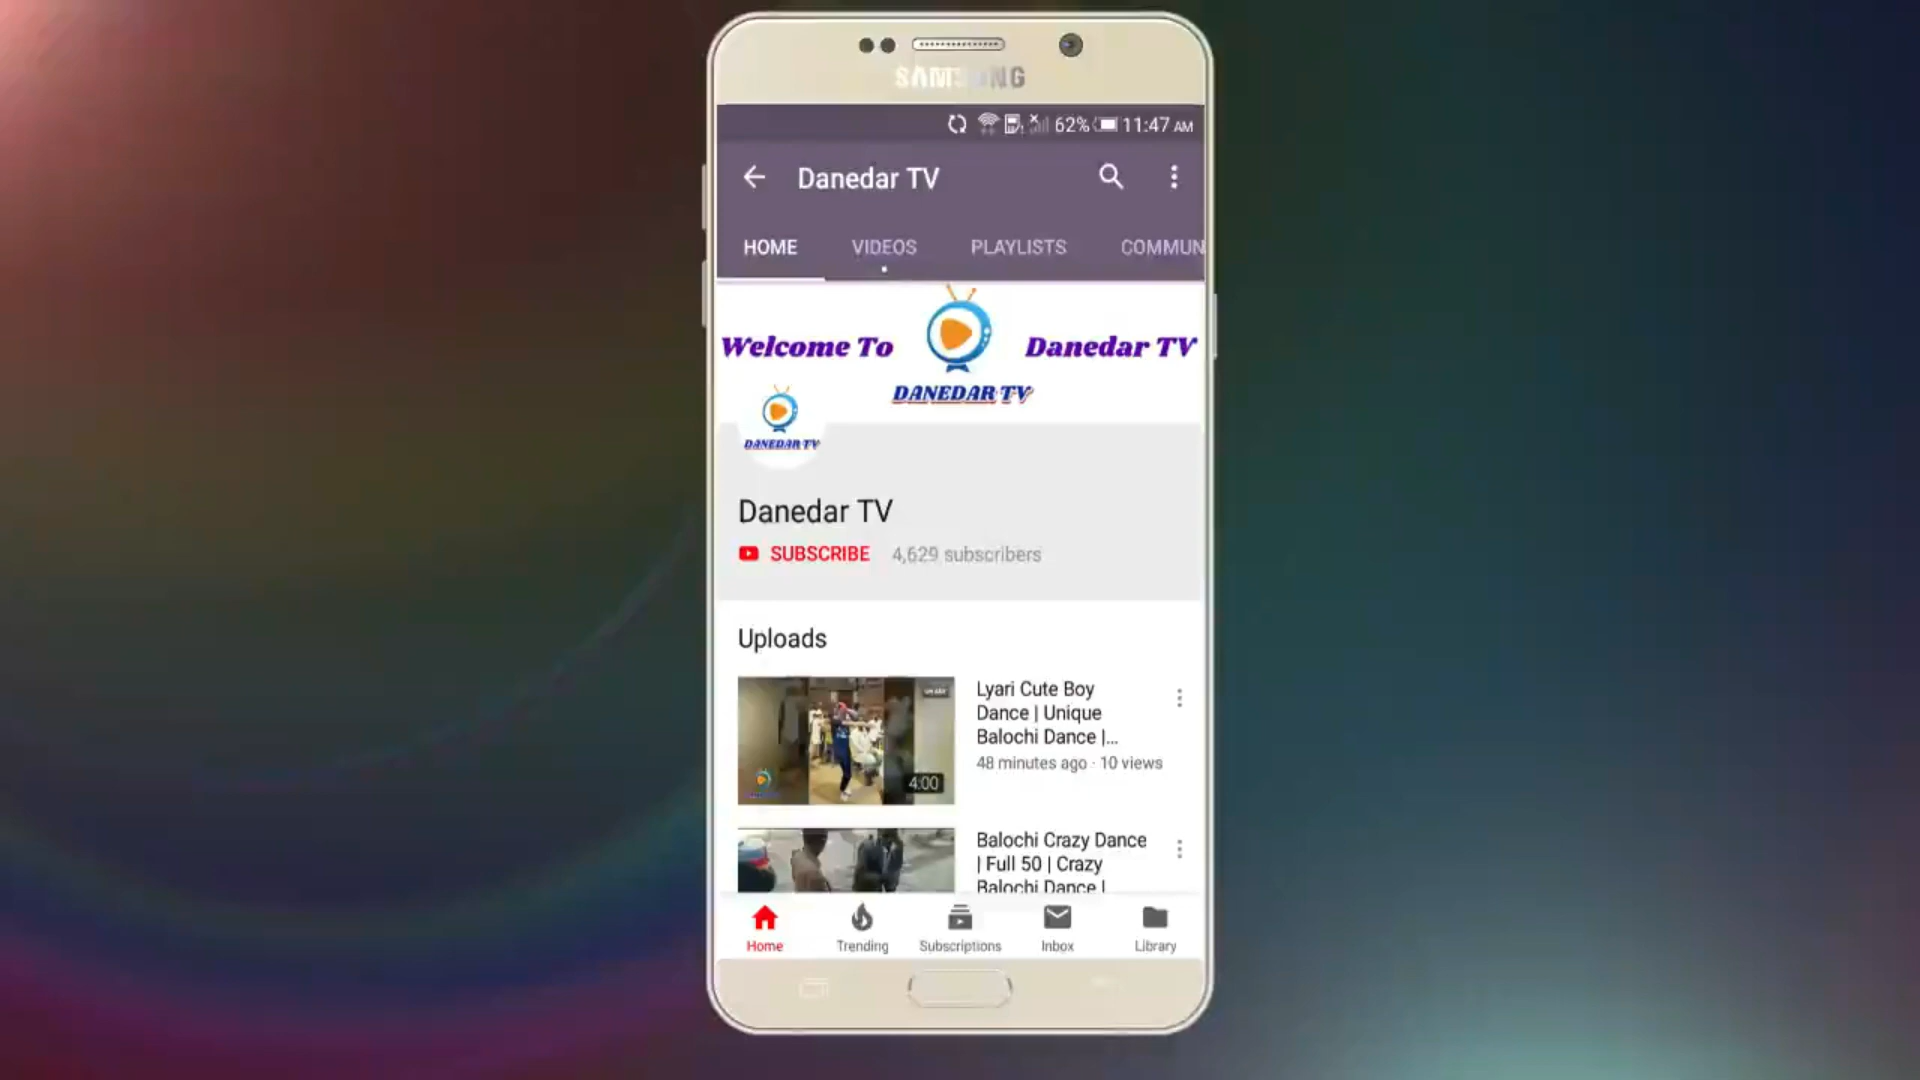 SAMSUNG
62% 11:47 AM
Danedar TV
HOME VIDEOS PLAYLISTS COMMUN
Welcome To Danedar TV
DANEDAR TV
DANEDAR TV
Danedar TV
SUBSCRIBE 4,629 subscribers
Uploads
Lyari Cute Boy
Dance | Unique
Balochi Dance |...
48 minutes ago · 10 views
4:00
Balochi Crazy Dance
| Full 50 | Crazy
Balochi Dance |
Home Trending Subscriptions Inbox Library